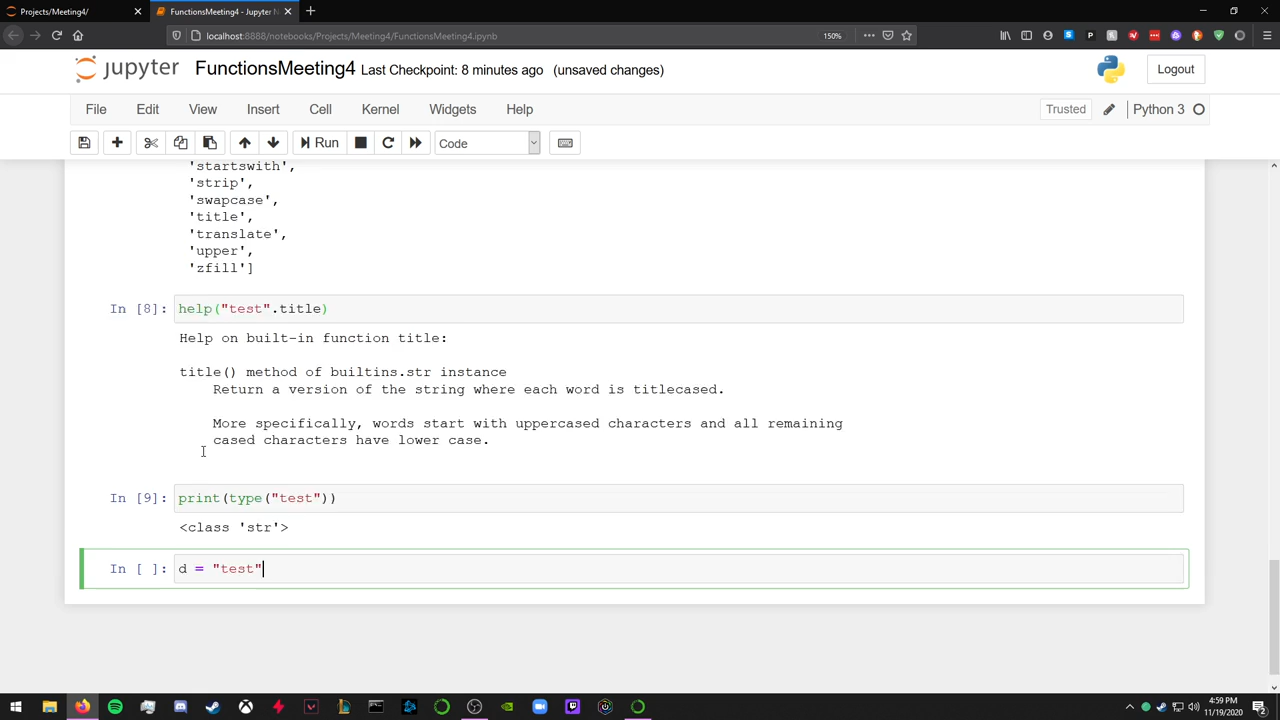 Projects/Meeting4/
FunctionsMeeting4 - Jupyter N
localhost:8888/notebooks/Projects/Meeting4/FunctionsMeeting4.ipynb
150%
jupyter FunctionsMeeting4 Last Checkpoint: 8 minutes ago (unsaved changes)
Logout
File Edit View Insert Cell Kernel Widgets Help
Trusted
Python 3
Run
Code
'startswith',
'strip',
'swapcase',
'title',
'translate',
'upper',
'zfill']
In [8]: help("test".title)
Help on built-in function title:
title() method of builtins.str instance
Return a version of the string where each word is titlecased.
More specifically, words start with uppercased characters and all remaining
cased characters have lower case.
In [9]: print(type("test"))
<class 'str'>
In [ ]: d = "test"
4:59 PM
11/19/2020
2